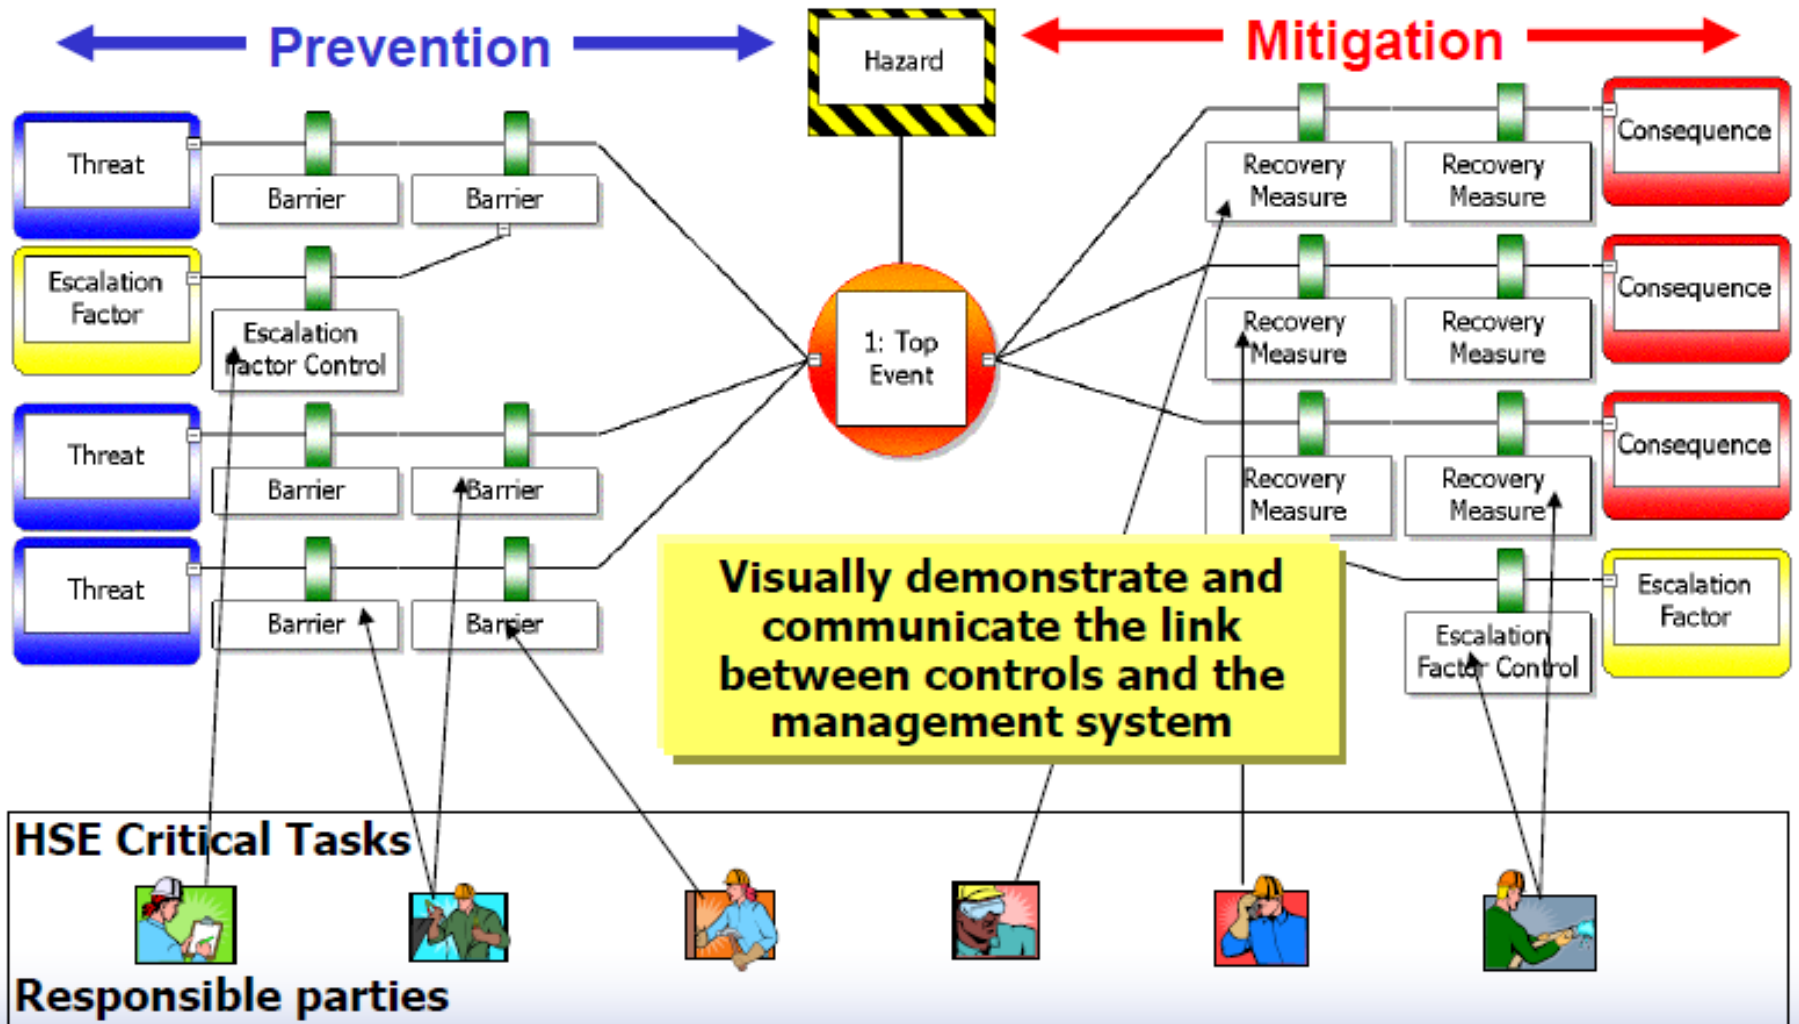 Prevention
Hazard
Mitigation
Threat
Barrier
Barrier
Escalation
Factor
Escalation
Factor Control
Threat
Barrier
Barrier
Threat
Barrier
Barrier
1: Top
Event
Recovery
Measure
Recovery
Measure
Consequence
Recovery
Measure
Recovery
Measure
Consequence
Recovery
Measure
Recovery
Measure
Consequence
Escalation
Factor Control
Escalation
Factor
Visually demonstrate and
communicate the link
between controls and the
management system
HSE Critical Tasks
Responsible parties